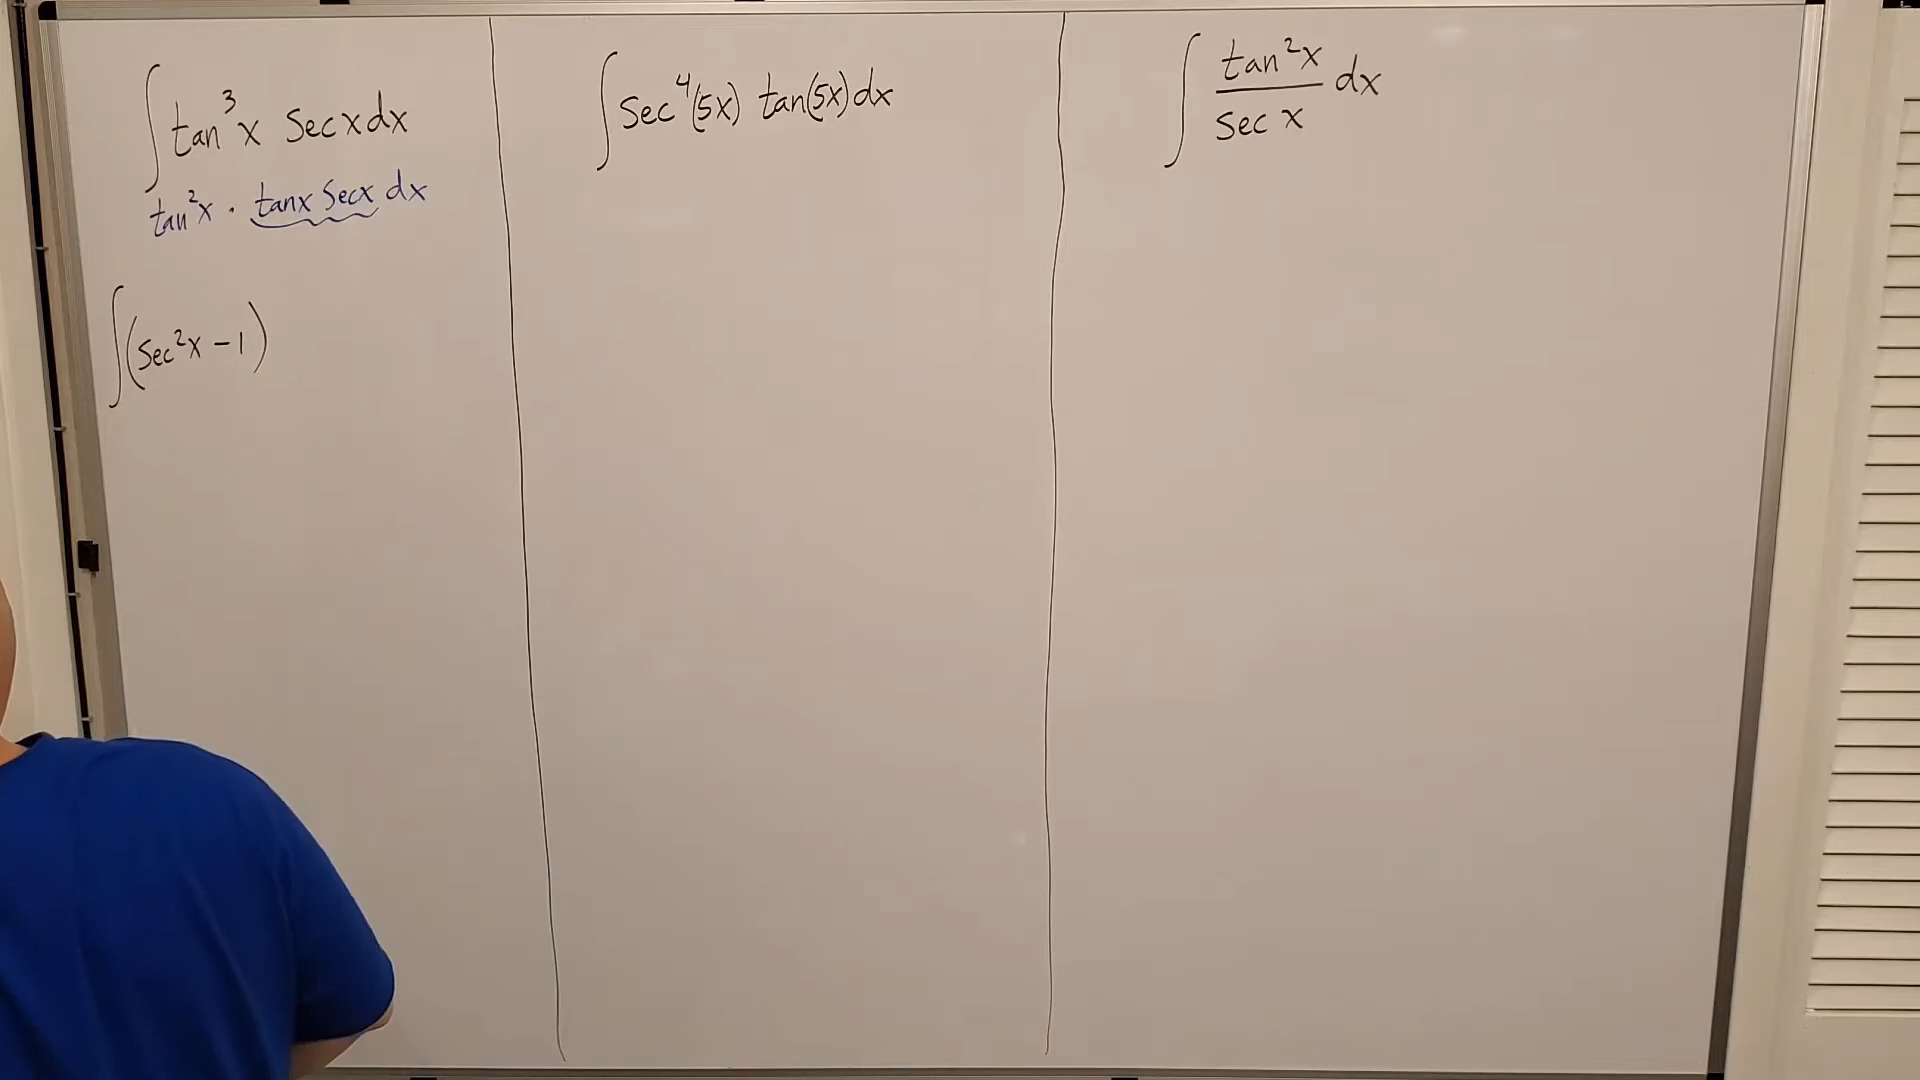 ∫ tan³x secx dx
tan²x · tanx secx dx
∫(sec²x - 1)
∫ sec⁴(5x) tan(5x) dx
∫ tan²x / sec x dx